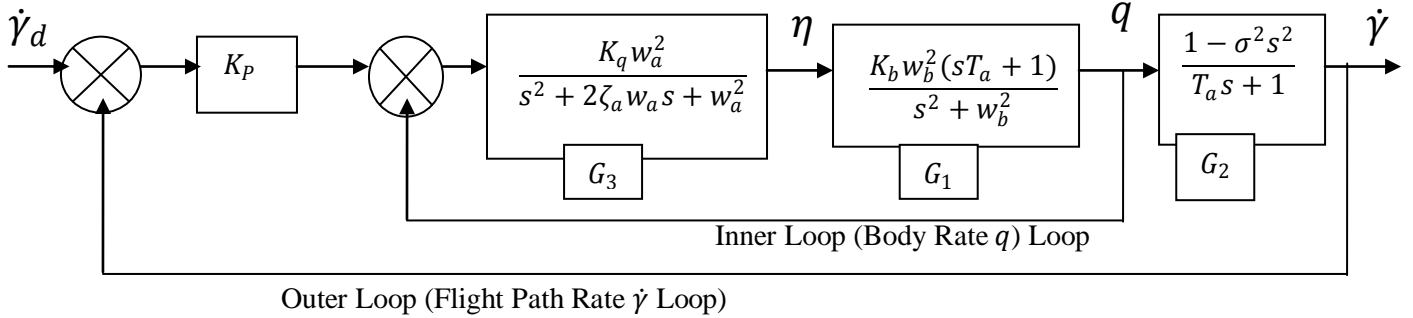 γ̇_d
K_P
K_q w_a^2 / (s^2 + 2ζ_a w_a s + w_a^2)
G_3
η
K_b w_b^2 (sT_a + 1) / (s^2 + w_b^2)
G_1
q
1 − σ^2 s^2 / (T_a s + 1)
G_2
γ̇
Inner Loop (Body Rate q) Loop
Outer Loop (Flight Path Rate γ̇ Loop)